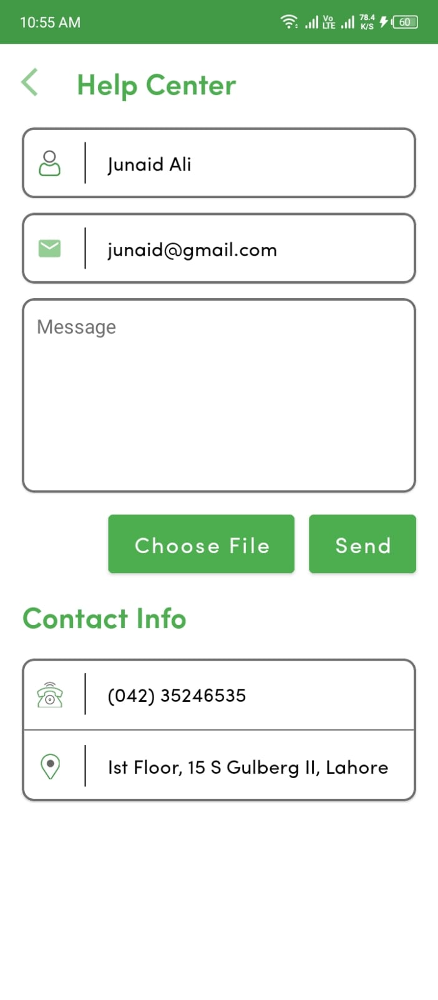 10:55 AM
Vo
LTE
78.4
K/S
60
Help Center
Junaid Ali
junaid@gmail.com
Message
Choose File
Send
Contact Info
(042) 35246535
Ist Floor, 15 S Gulberg II, Lahore